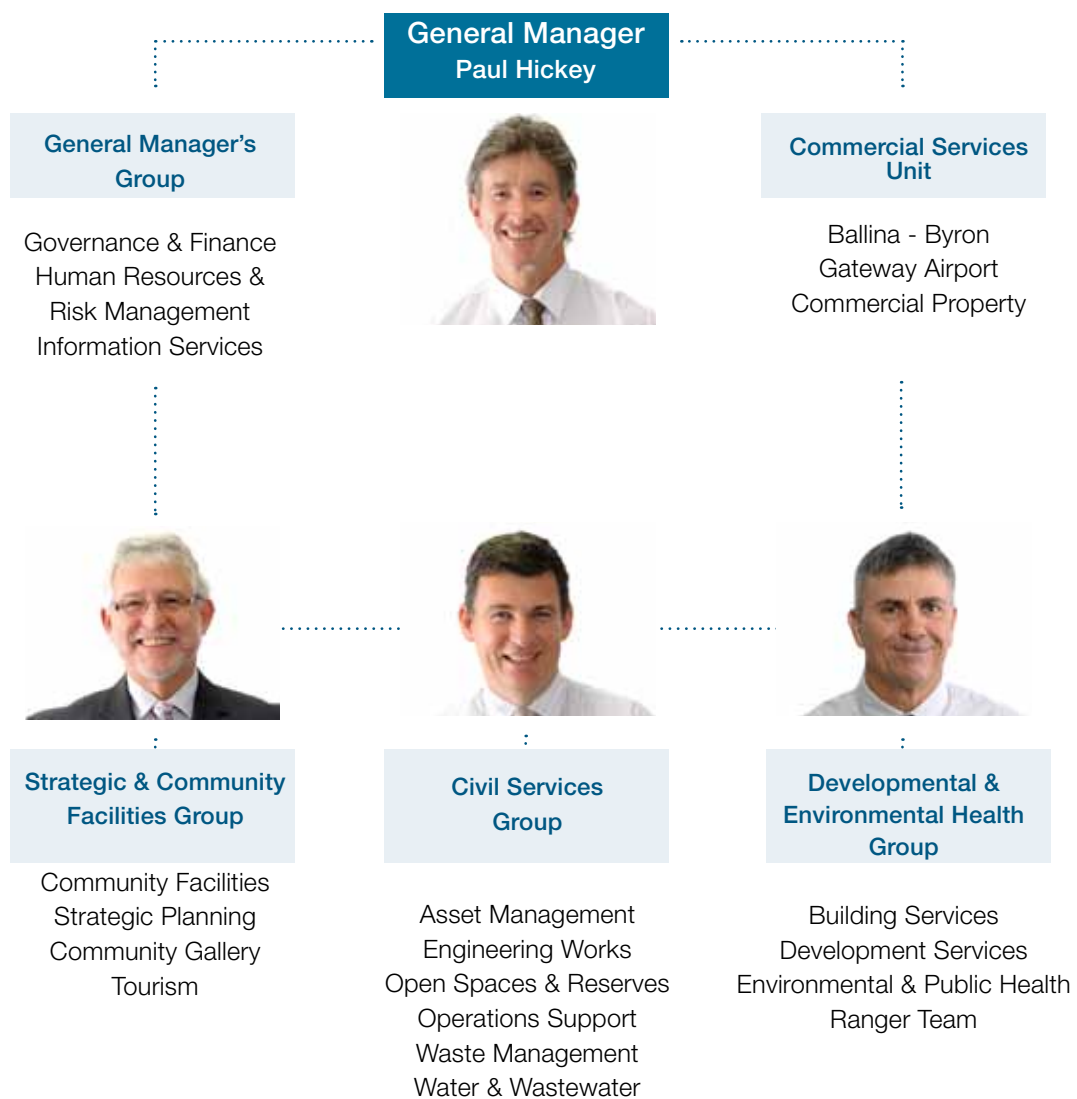 General Manager
Paul Hickey
General Manager's
Group
Governance & Finance
Human Resources &
Risk Management
Information Services
Commercial Services
Unit
Ballina - Byron
Gateway Airport
Commercial Property
Strategic & Community
Facilities Group
Community Facilities
Strategic Planning
Community Gallery
Tourism
Civil Services
Group
Asset Management
Engineering Works
Open Spaces & Reserves
Operations Support
Waste Management
Water & Wastewater
Developmental &
Environmental Health
Group
Building Services
Development Services
Environmental & Public Health
Ranger Team